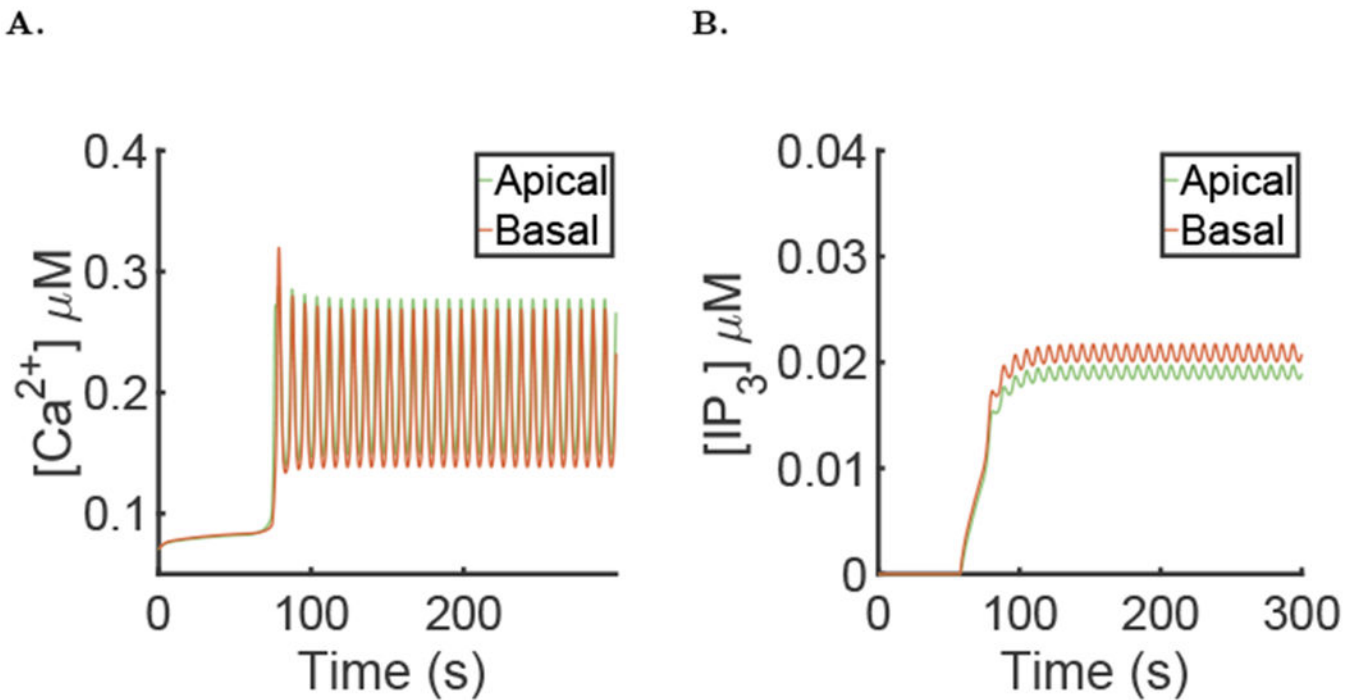 A.
B.
0.4
0.3
0.2
0.1
[Ca2+] μM
Apical
Basal
0 100 200
Time (s)
0.04
0.03
0.02
0.01
0
[IP3] μM
Apical
Basal
0 100 200 300
Time (s)